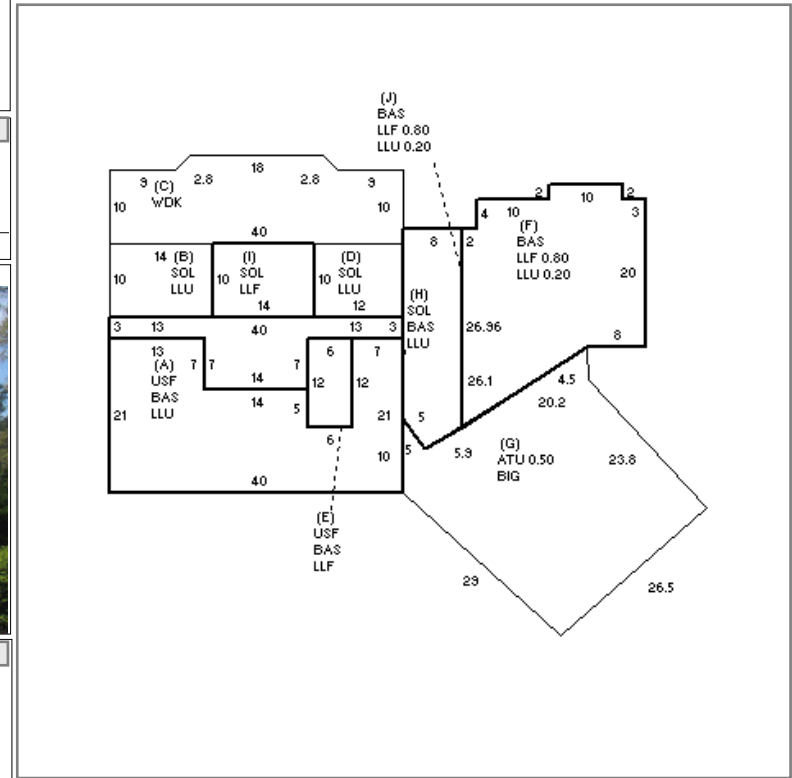 (J)
BAS
LLF 0.80
LLU 0.20
18
9 2.8 2.8 9
(C)
WDK
10 10
40
2 10 2
4 10 3
(F)
BAS
LLF 0.80
LLU 0.20
8 2
14 (B)
SOL
LLU
10
(I)
SOL
LLF
10
14
(D)
SOL
LLU
10
12
20
(H)
SOL
BAS
LLU
3 13 40 13 3
26.96
8
13
(A)
USF
BAS
LLU
7 7 7
6 7
14
12 12
26.1
4.5
20.2
14 5
21 21
5
6
10 5 5.9
(G)
ATU 0.50
BIG
23.8
40
(E)
USF
BAS
LLF
29
26.5